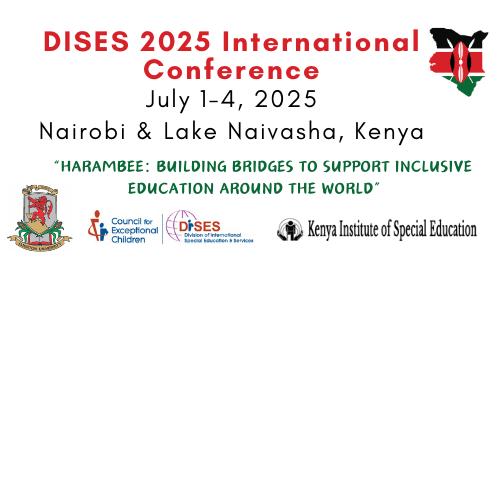 DISES 2025 International
Conference
July 1-4, 2025
Nairobi & Lake Naivasha, Kenya
"HARAMBEE: BUILDING BRIDGES TO SUPPORT INCLUSIVE
EDUCATION AROUND THE WORLD"
Council for
Exceptional
Children
DISES
Division of International
Special Education & Services
Kenya Institute of Special Education